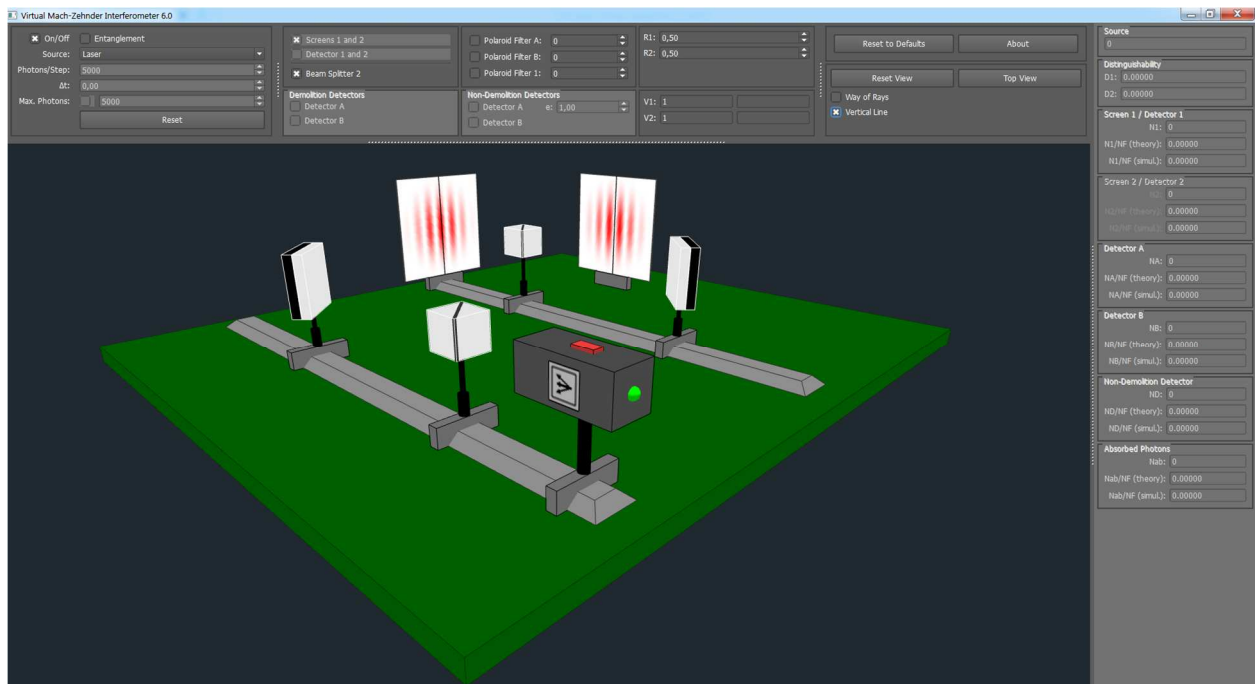 Virtual Mach-Zehnder Interferometer 6.0
On/Off Entanglement
Source: Laser
Photons/Step: 5000
Δt: 0,00
Max. Photons: 5000
Reset
Screens 1 and 2
Detector 1 and 2
Beam Splitter 2
Demolition Detectors
Detector A
Detector B
Polaroid Filter A: 0
Polaroid Filter B: 0
Polaroid Filter 1: 0
Non-Demolition Detectors
Detector A e: 1,00
Detector B
R1: 0,50
R2: 0,50
V1: 1
V2: 1
Reset to Defaults About
Reset View Top View
Way of Rays
Vertical Line
Source
0
Distinguishability
D1: 0.00000
D2: 0.00000
Screen 1 / Detector 1
N1: 0
N1/NF (theory): 0.00000
N1/NF (simul.): 0.00000
Screen 2 / Detector 2
N2: 0
N2/NF (theory): 0.00000
N2/NF (simul.): 0.00000
Detector A
NA: 0
NA/NF (theory): 0.00000
NA/NF (simul.): 0.00000
Detector B
NB: 0
NB/NF (theory): 0.00000
NB/NF (simul.): 0.00000
Non-Demolition Detector
ND: 0
ND/NF (theory): 0.00000
ND/NF (simul.): 0.00000
Absorbed Photons
Nab: 0
Nab/NF (theory): 0.00000
Nab/NF (simul.): 0.00000